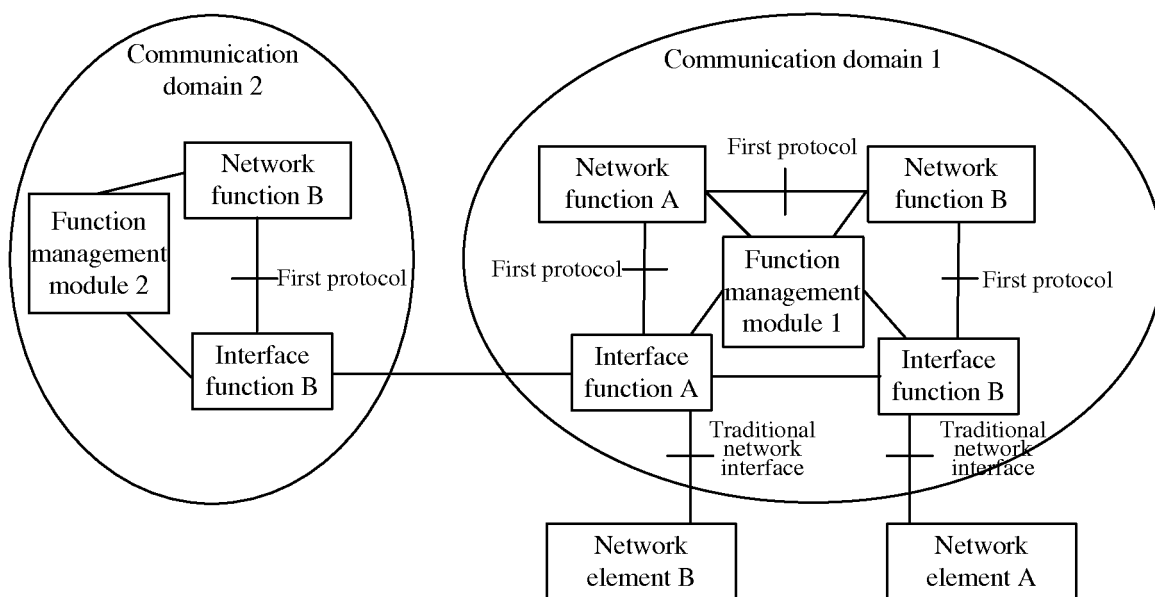 Communication
domain 2
Network
function B
Function
management
module 2
First protocol
Interface
function B
Communication domain 1
First
protocol
Network
function A
Network
function B
First protocol
Function
management
module 1
First protocol
Interface
function A
Interface
function B
Traditional
network
interface
Traditional
network
interface
Network
element B
Network
element A